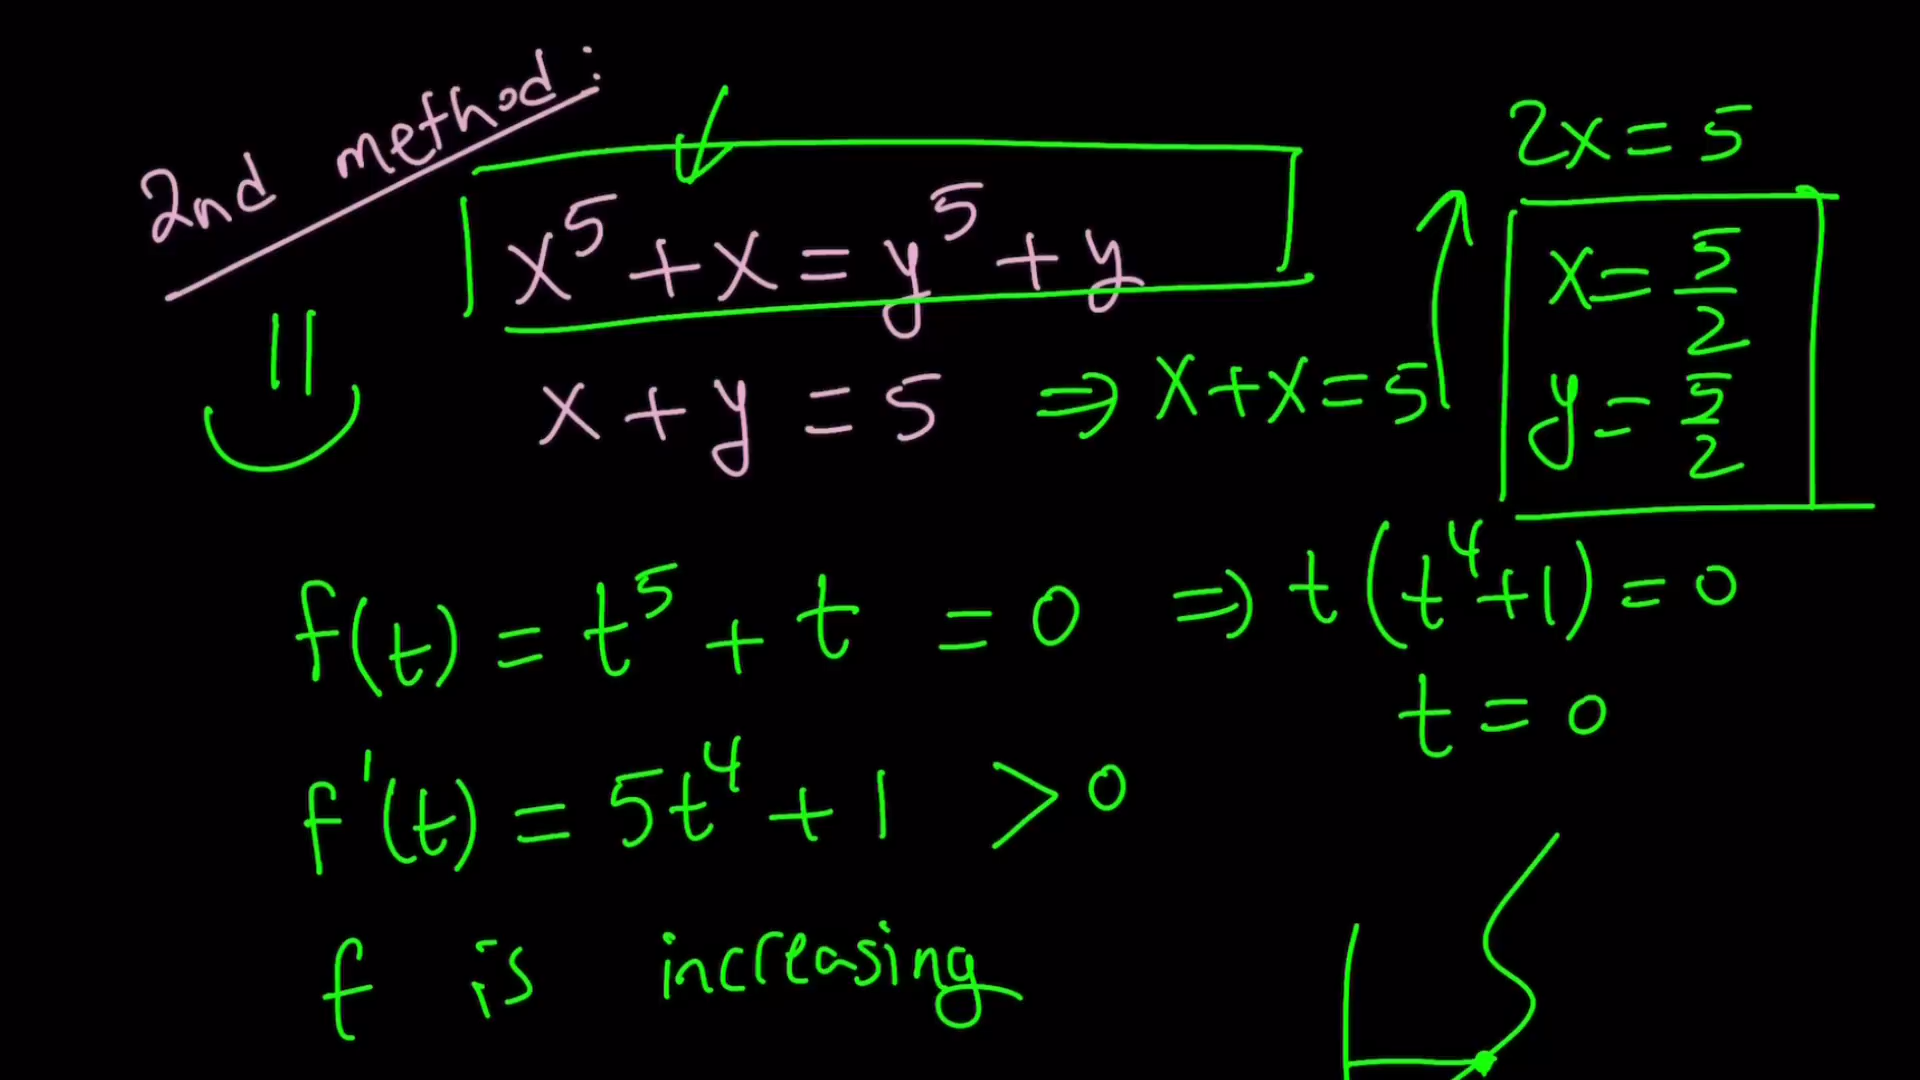 2nd method:
x⁵ + x = y⁵ + y
x + y = 5 ⇒ x + x = 5
2x = 5
x = 5/2
y = 5/2
f(t) = t⁵ + t = 0 ⇒ t(t⁴+1) = 0
t = 0
f'(t) = 5t⁴ + 1 > 0
f is increasing